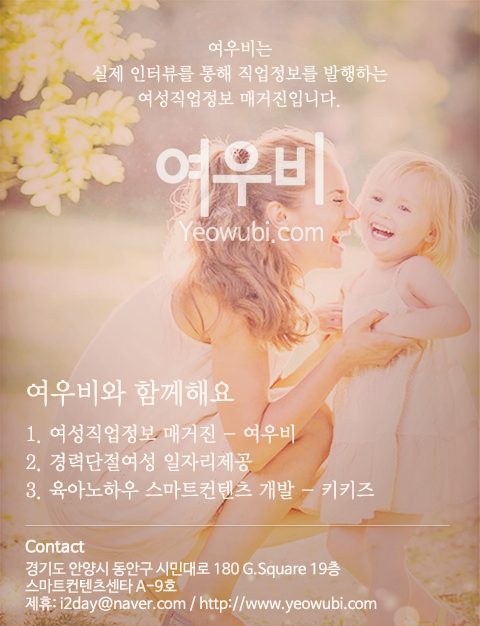 여우비는
실제 인터뷰를 통해 직업정보를 발행하는
여성직업정보 매거진입니다.
여우비
Yeowubi.com
여우비와 함께해요
1. 여성직업정보 매거진 – 여우비
2. 경력단절여성 일자리제공
3. 육아노하우 스마트컨텐츠 개발 – 키키즈
Contact
경기도 안양시 동안구 시민대로 180 G.Square 19층
스마트컨텐츠센타 A-9호
제휴: i2day@naver.com / http://www.yeowubi.com